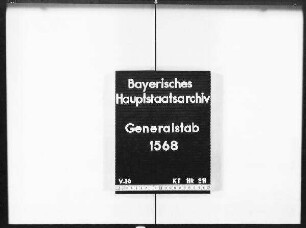 Bayerisches
Hauptstaatsarchiv
Generalstab
1568